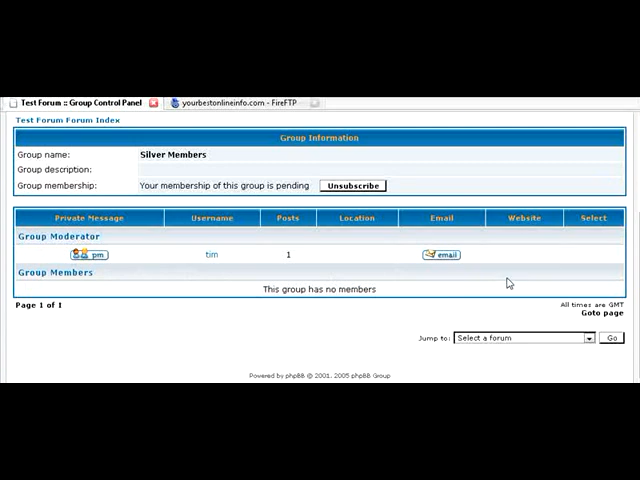 Test Forum :: Group Control Panel yourbestonlineinfo.com - FireFTP
Test Forum Forum Index
Group Information
Group name: Silver Members
Group description:
Group membership: Your membership of this group is pending Unsubscribe
Private Message Username Posts Location Email Website Select
Group Moderator
pm tim 1 email
Group Members
This group has no members
Page 1 of 1 All times are GMT
Goto page
Jump to: Select a forum Go
Powered by phpBB © 2001, 2005 phpBB Group